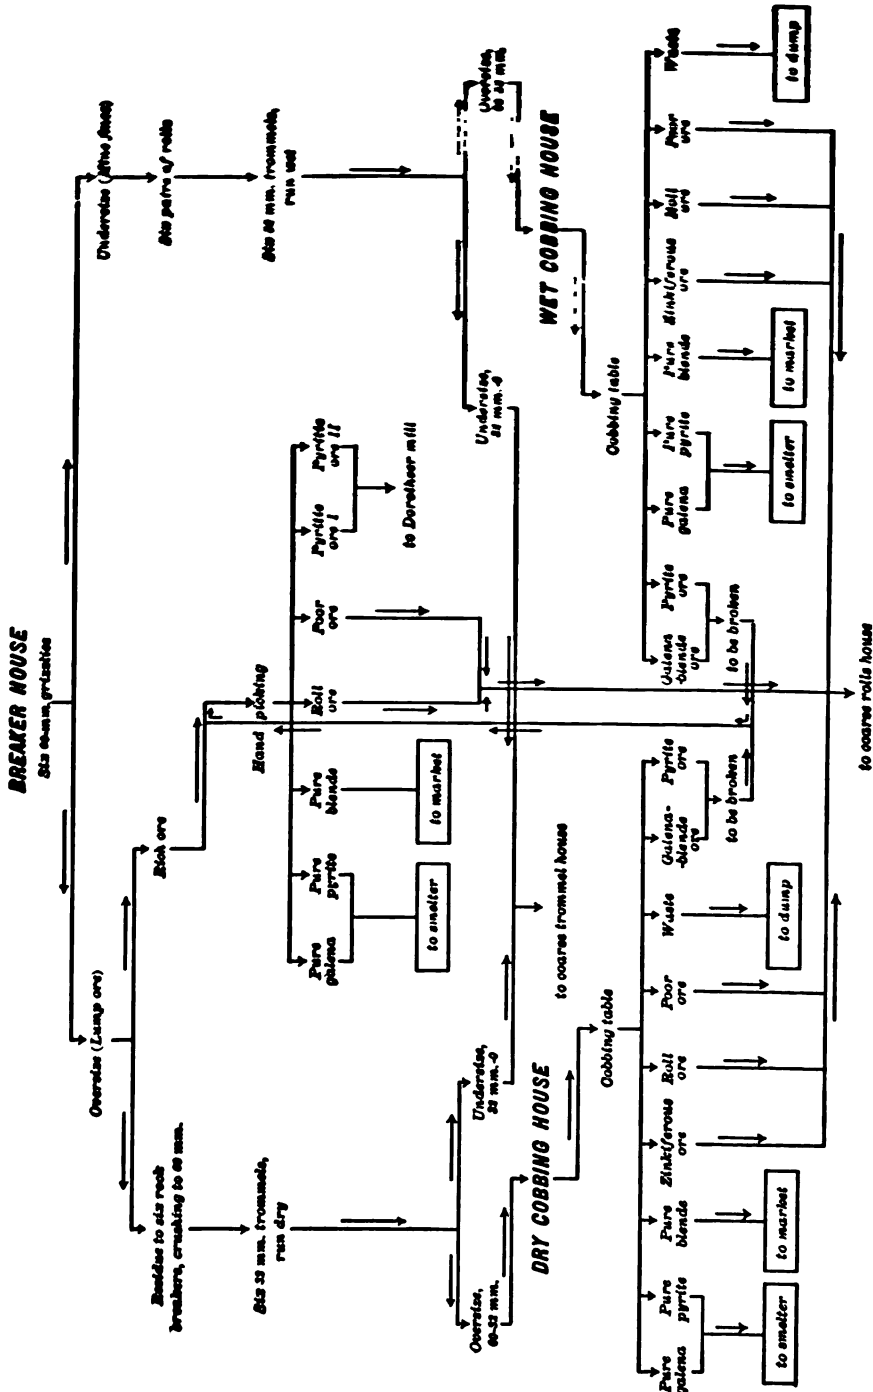 BREAKER HOUSE
Six 60-mm. grizzlies
Oversize (Lump ore)
Undersize (Mine fines)
Residue to six rock
breakers, crushing to 60 mm.
Rich ore
Six pairs of rolls
Six 32 mm. trommels,
run dry
Hand picking
run wet
Pure
galena
Pure
pyrite
Pure
blende
Roll
ore
Poor
ore
Pyrite
ore I
Pyrite
ore II
to smelter
to market
to Dorotheer mill
Oversize,
60-32 mm.
Undersize,
32 mm.-0
Undersize,
32 mm.-0
Oversize,
60 32 mm.
DRY COBBING HOUSE
to coarse trommel house
WET COBBING HOUSE
Cobbing table
Cobbing table
Pure
galena
Pure
pyrite
Pure
blende
Zinkiferous
ore
Roll
ore
Poor
ore
Waste
Galena-
-blende
ore
Pyrite
ore
Galena
-blende
ore
Pyrite
ore
Pure
galena
Pure
pyrite
Pure
blende
Zinkiferous
ore
Roll
ore
Poor
ore
Waste
to smelter
to market
to dump
to be broken
to be broken
to smelter
to market
to dump
to coarse rolls house